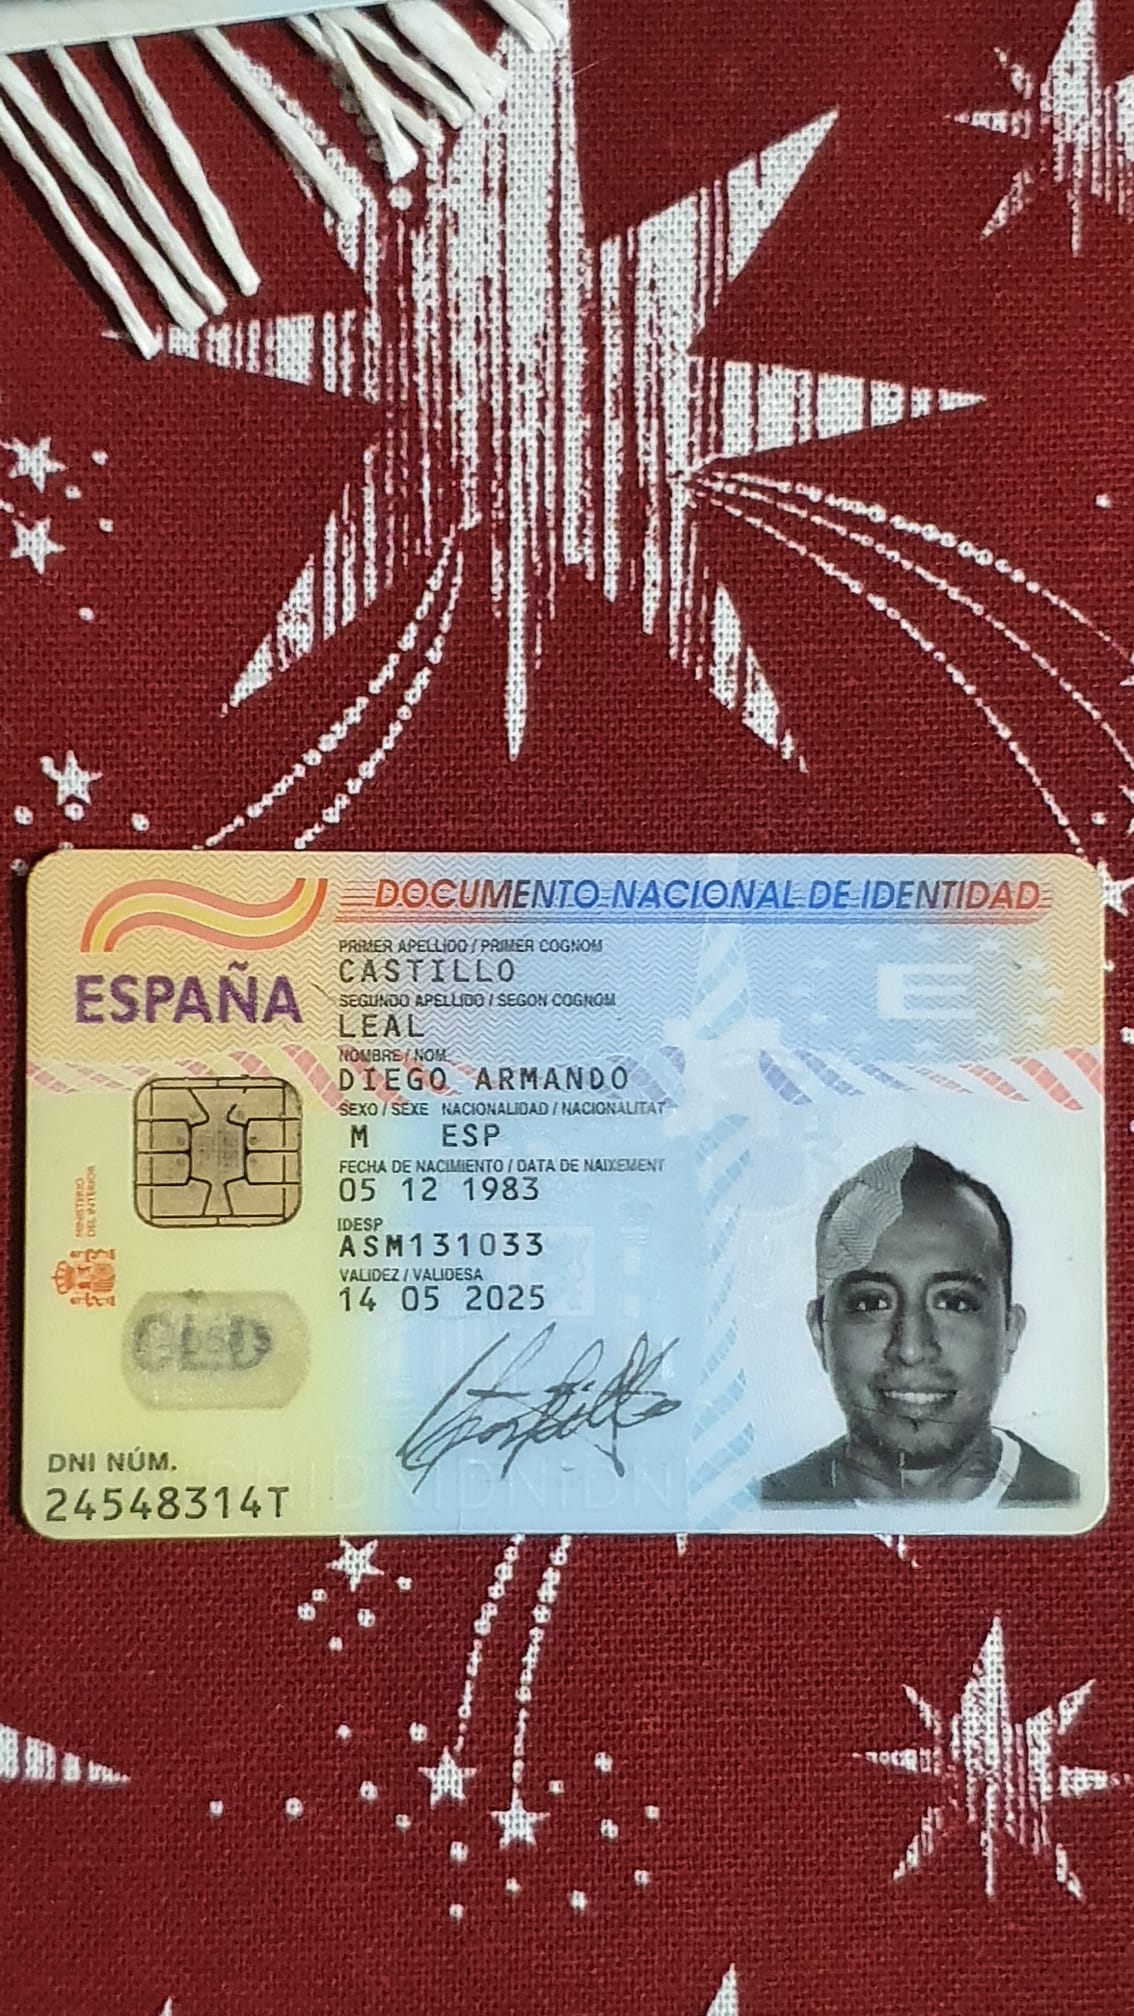 DOCUMENTO NACIONAL DE IDENTIDAD
ESPAÑA
PRIMER APELLIDO / PRIMER COGNOM
CASTILLO
SEGUNDO APELLIDO / SEGON COGNOM
LEAL
NOMBRE / NOM
DIEGO ARMANDO
SEXO / SEXE NACIONALIDAD / NACIONALITAT
M ESP
FECHA DE NACIMIENTO / DATA DE NAIXEMENT
05 12 1983
IDESP
ASM131033
VALIDEZ / VALIDESA
14 05 2025
MINISTERIO
DEL INTERIOR
CLD
DNI NÚM.
24548314T